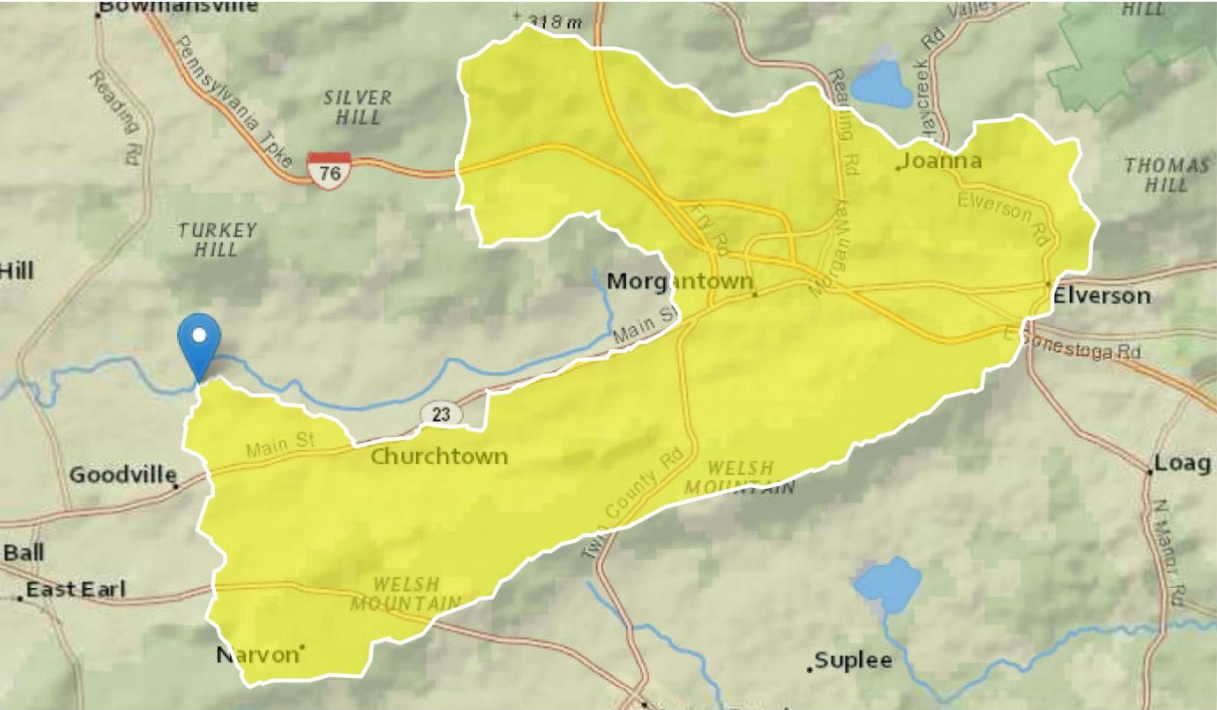 Bowmansville
318 m
Valley
HILL
Pennsylvania Tpke
Reading Rd
SILVER
HILL
76
Reading Rd
Haycreek Rd
Joanna
THOMAS
HILL
Elverson Rd
TURKEY
HILL
Fry Rd
Morgan Way
Hill
Morgantown
Elverson
Main St
E Conestoga Rd
23
Main St
Churchtown
Goodville
WELSH
MOUNTAIN
Loag
Twin County Rd
N Manor Rd
Ball
East Earl
WELSH
MOUNTAIN
Narvon
Suplee